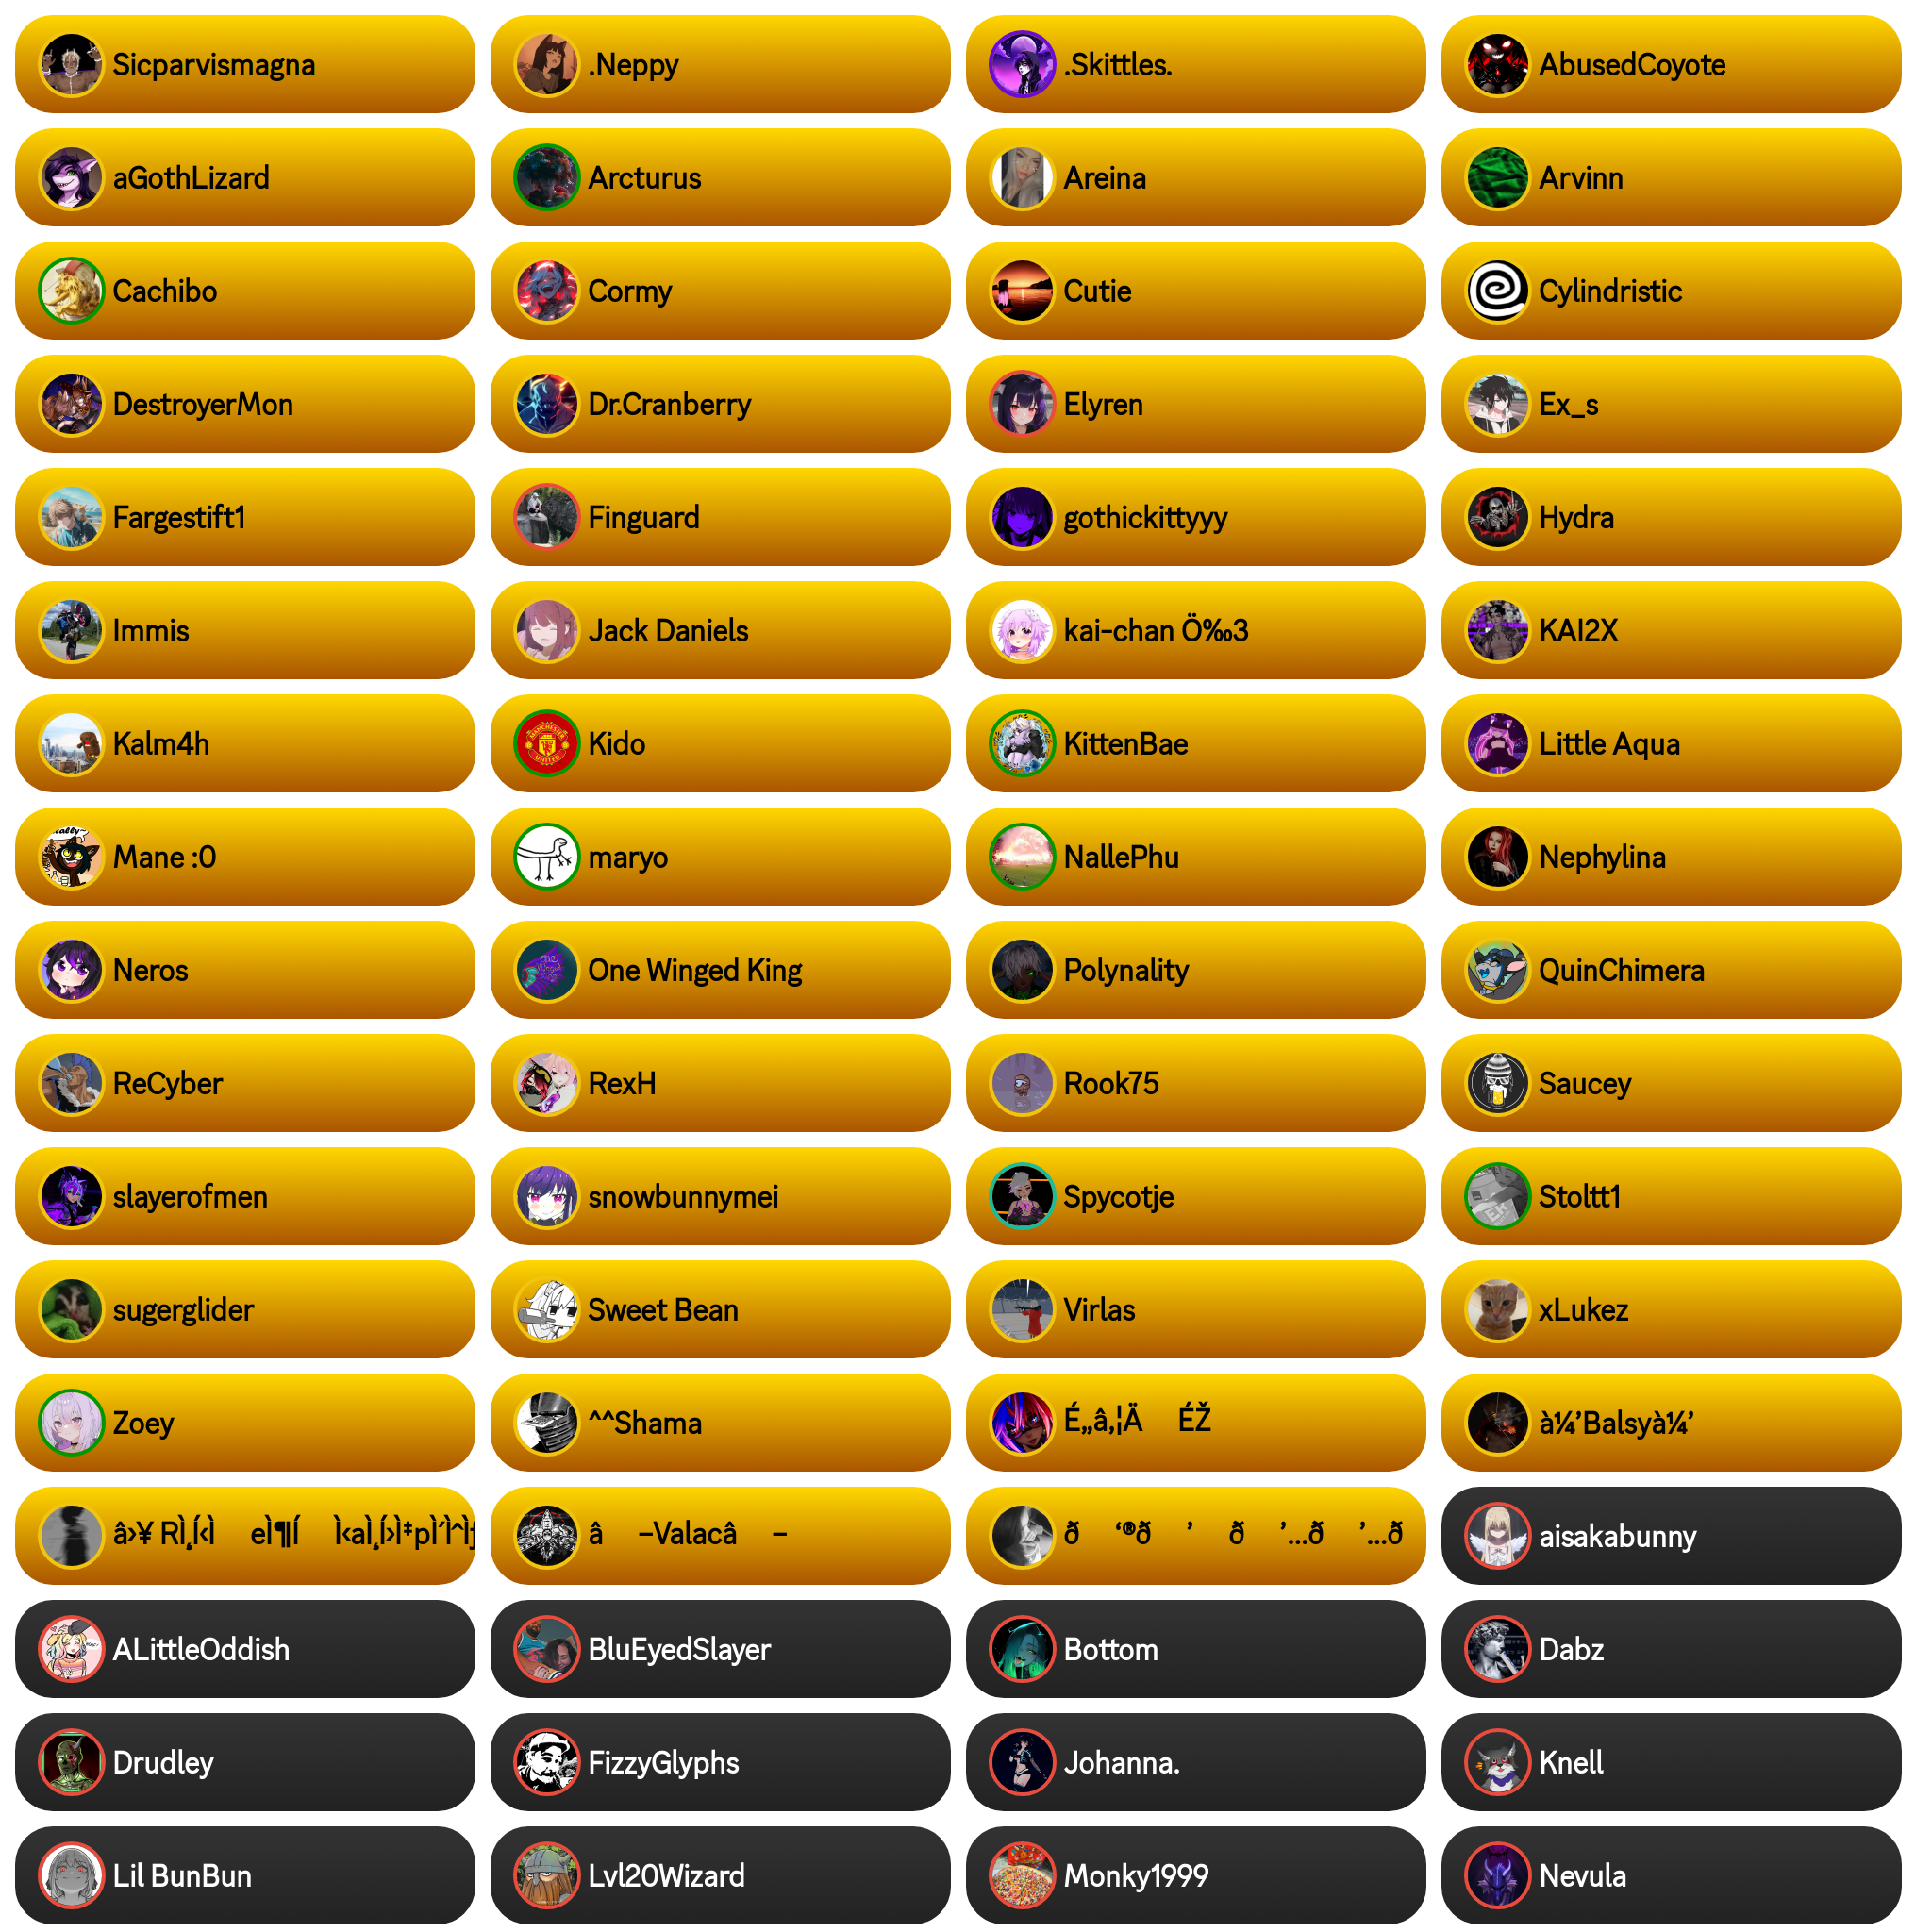 Sicparvismagna
.Neppy
.Skittles.
AbusedCoyote
aGothLizard
Arcturus
Areina
Arvinn
Cachibo
Cormy
Cutie
Cylindristic
DestroyerMon
Dr.Cranberry
Elyren
Ex_s
Fargestift1
Finguard
gothickittyyy
Hydra
Immis
Jack Daniels
kai-chan Ö‰3
KAI2X
Kalm4h
Kido
KittenBae
Little Aqua
Mane :0
maryo
NallePhu
Nephylina
Neros
One Winged King
Polynality
QuinChimera
ReCyber
RexH
Rook75
Saucey
slayerofmen
snowbunnymei
Spycotje
Stoltt1
sugerglider
Sweet Bean
Virlas
xLukez
Zoey
^^Shama
É„â‚¦Ä ÉŽ
à¼’Balsyà¼’
â›¥ RÌ¸Í‹Ì eÌ¶Í Ì‹aÌ¸Í›Ì‡pÌ´Ì^Ìƒ
â –Valacâ –
ð ‘®ð ’ ð ’…ð ’…ð
aisakabunny
ALittleOddish
BluEyedSlayer
Bottom
Dabz
Drudley
FizzyGlyphs
Johanna.
Knell
Lil BunBun
Lvl20Wizard
Monky1999
Nevula